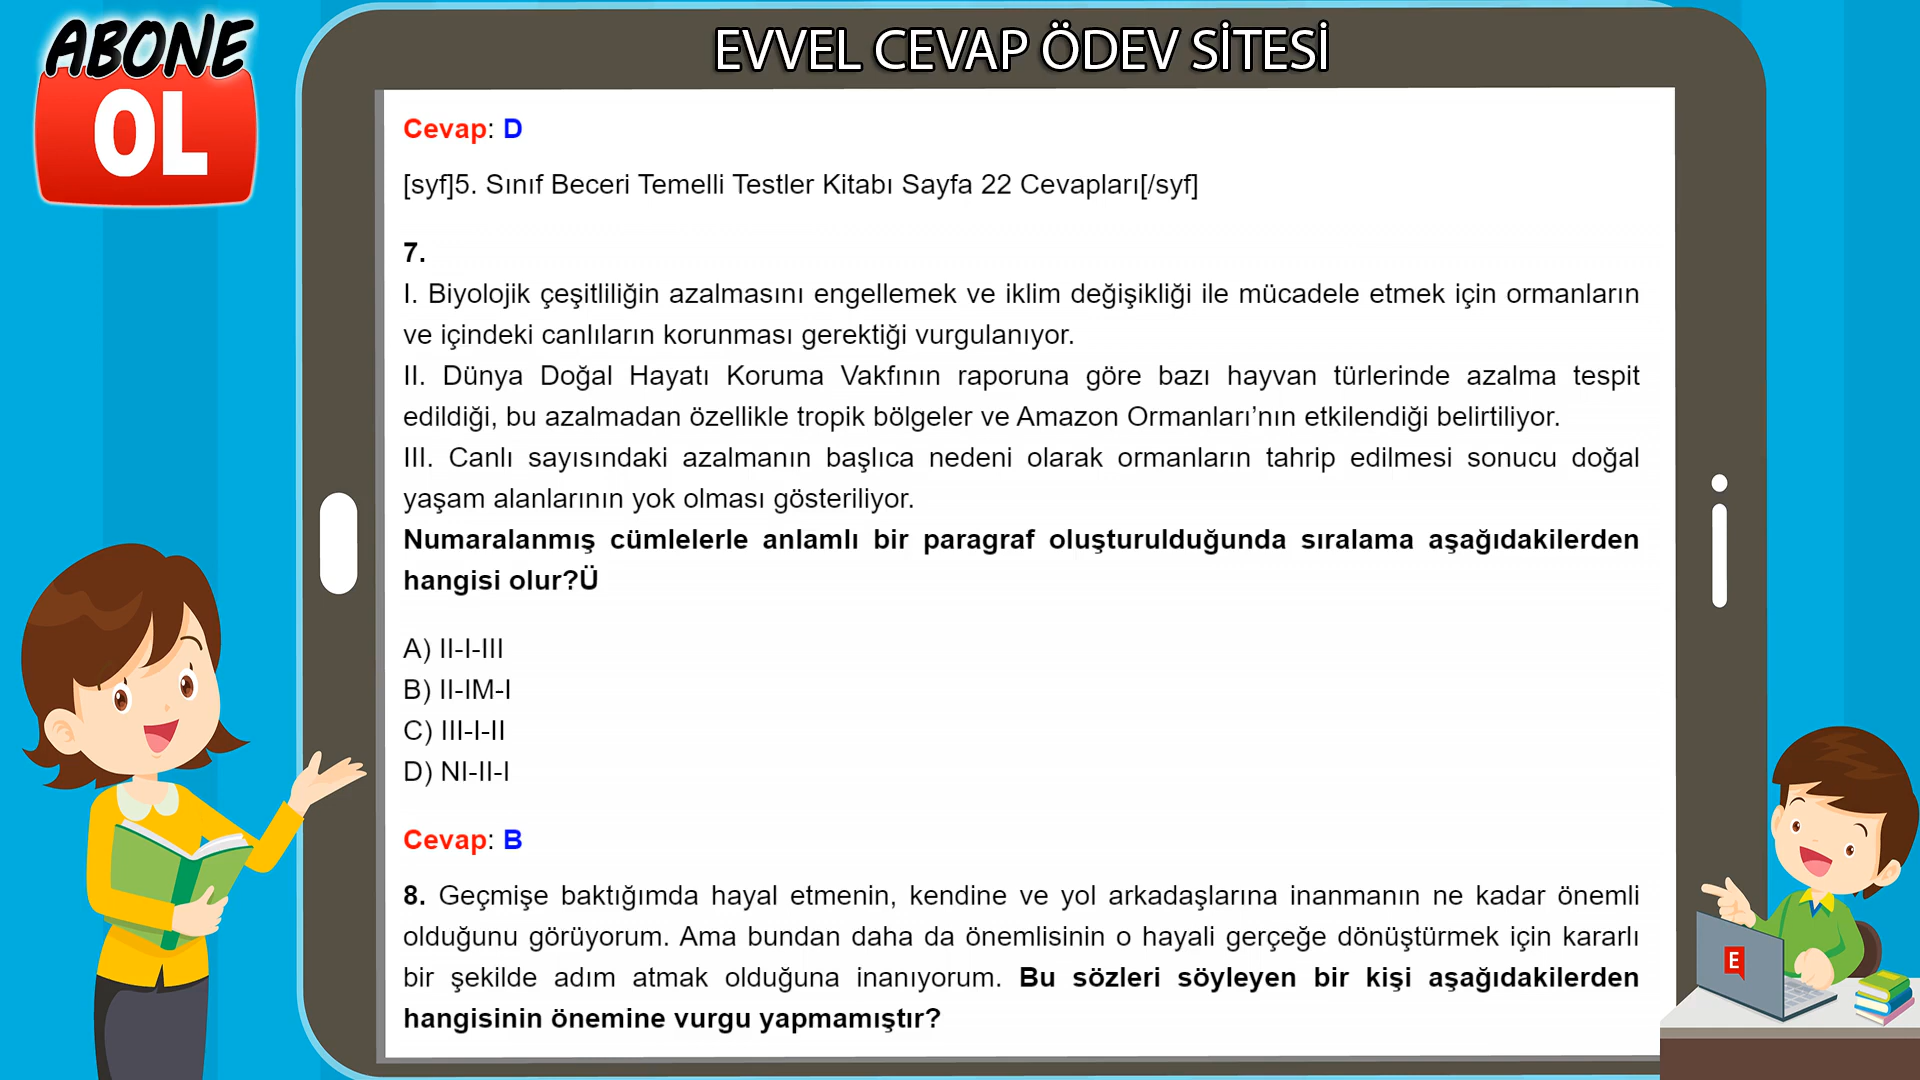 ABONE
OL
EVVEL CEVAP ÖDEV SİTESİ
Cevap: D
[syf]5. Sınıf Beceri Temelli Testler Kitabı Sayfa 22 Cevapları[/syf]
7.
I. Biyolojik çeşitliliğin azalmasını engellemek ve iklim değişikliği ile mücadele etmek için ormanların
ve içindeki canlıların korunması gerektiği vurgulanıyor.
II. Dünya Doğal Hayatı Koruma Vakfının raporuna göre bazı hayvan türlerinde azalma tespit
edildiği, bu azalmadan özellikle tropik bölgeler ve Amazon Ormanları’nın etkilendiği belirtiliyor.
III. Canlı sayısındaki azalmanın başlıca nedeni olarak ormanların tahrip edilmesi sonucu doğal
yaşam alanlarının yok olması gösteriliyor.
Numaralanmış cümlelerle anlamlı bir paragraf oluşturulduğunda sıralama aşağıdakilerden
hangisi olur?Ü
A) II-I-III
B) II-IM-I
C) III-I-II
D) NI-II-I
Cevap: B
8. Geçmişe baktığımda hayal etmenin, kendine ve yol arkadaşlarına inanmanın ne kadar önemli
olduğunu görüyorum. Ama bundan daha da önemlisinin o hayali gerçeğe dönüştürmek için kararlı
bir şekilde adım atmak olduğuna inanıyorum. Bu sözleri söyleyen bir kişi aşağıdakilerden
hangisinin önemine vurgu yapmamıştır?
E